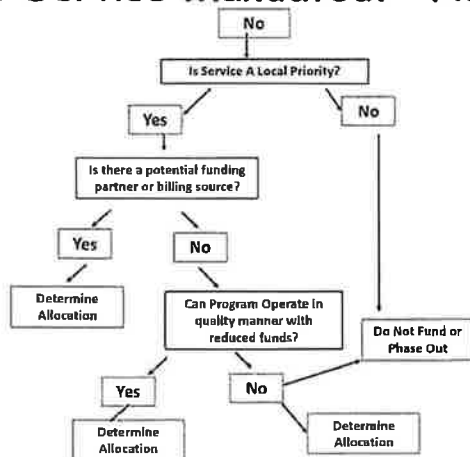 No
Is Service A Local Priority?
Yes
No
Is there a potential funding
partner or billing source?
Yes
No
Determine
Allocation
Can Program Operate in
quality manner with
reduced funds?
Do Not Fund or
Phase Out
Yes
No
Determine
Allocation
Determine
Allocation